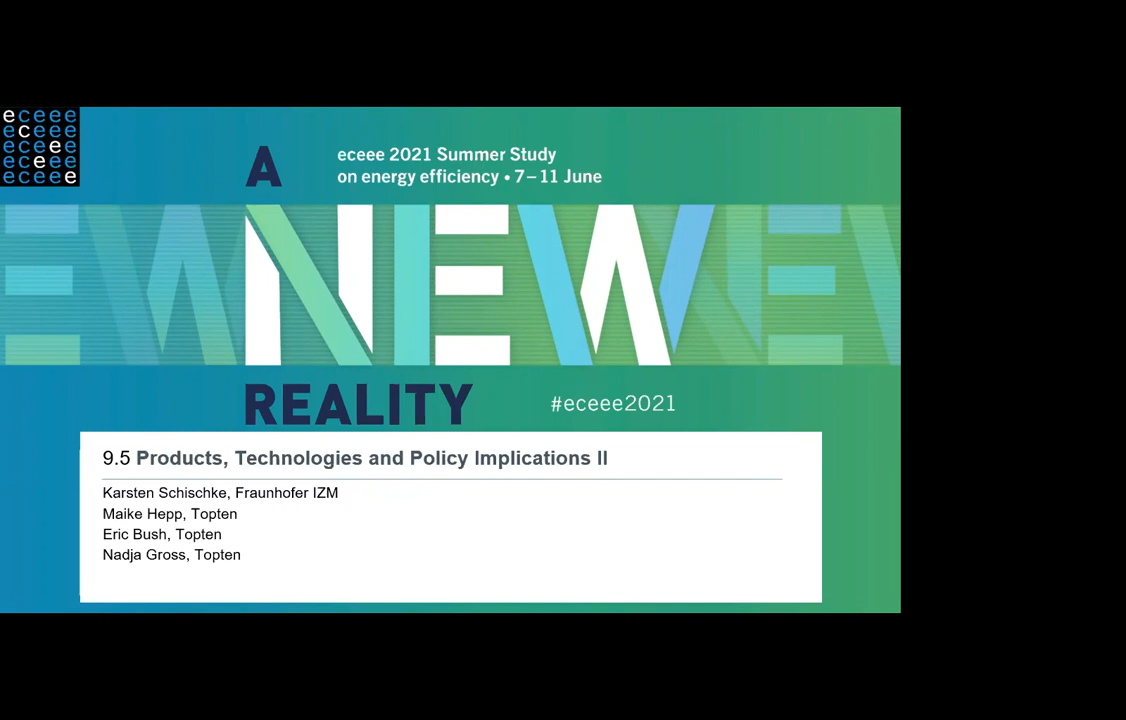 eceee
eceee
eceee
eceee
eceee
A
eceee 2021 Summer Study
on energy efficiency • 7–11 June
NEW
REALITY
#eceee2021
9.5 Products, Technologies and Policy Implications II
Karsten Schischke, Fraunhofer IZM
Maike Hepp, Topten
Eric Bush, Topten
Nadja Gross, Topten